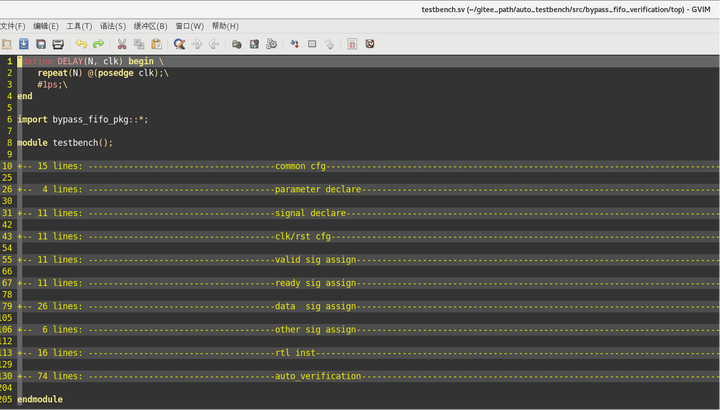 testbench.sv (~/gitee_path/auto_testbench/src/bypass_fifo_verification/top) - GVIM
文件(F) 编辑(E) 工具(T) 语法(S) 缓冲区(B) 窗口(W) 帮助(H)
1 `define DELAY(N, clk) begin \
2 repeat(N) @(posedge clk);\
3 #1ps;\
4 end
5
6 import bypass_fifo_pkg::*;
7
8 module testbench();
9
10 +-- 15 lines: -------------------------------------common cfg------------------------------------------------------------------------------
25
26 +-- 4 lines: -------------------------------------parameter declare-----------------------------------------------------------------------
30
31 +-- 11 lines: -------------------------------------signal declare--------------------------------------------------------------------------
42
43 +-- 11 lines: -------------------------------------clk/rst cfg-----------------------------------------------------------------------------
54
55 +-- 11 lines: -------------------------------------valid sig assign------------------------------------------------------------------------
66
67 +-- 11 lines: -------------------------------------ready sig assign------------------------------------------------------------------------
78
79 +-- 26 lines: -------------------------------------data  sig assign------------------------------------------------------------------------
105
106 +-- 6 lines: -------------------------------------other sig assign------------------------------------------------------------------------
112
113 +-- 16 lines: -------------------------------------rtl inst--------------------------------------------------------------------------------
129
130 +-- 74 lines: -------------------------------------auto_verification-----------------------------------------------------------------------
204
205 endmodule